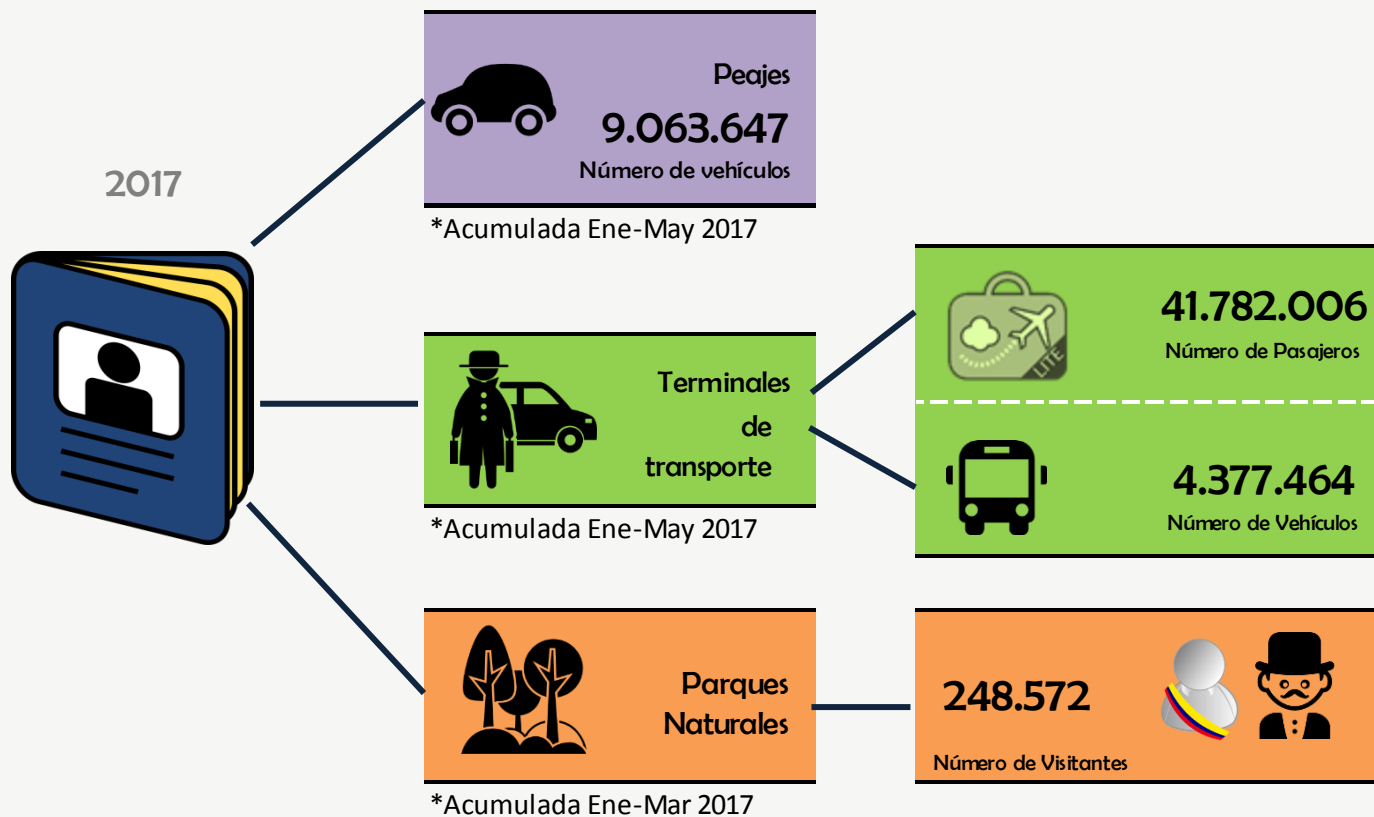 2017
Peajes
9.063.647
Número de vehículos
*Acumulada Ene-May 2017
Terminales
de
transporte
*Acumulada Ene-May 2017
41.782.006
Número de Pasajeros
LITE
4.377.464
Número de Vehículos
Parques
Naturales
*Acumulada Ene-Mar 2017
248.572
Número de Visitantes